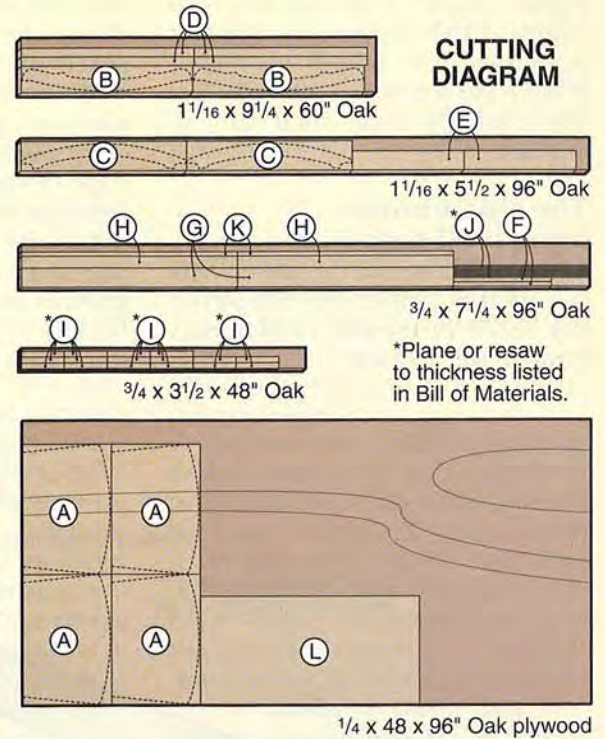 D
CUTTING
DIAGRAM
B B
1 1/16 x 9 1/4 x 60" Oak
E
C C
1 1/16 x 5 1/2 x 96" Oak
H G K H *J F
3/4 x 7 1/4 x 96" Oak
*I *I *I
3/4 x 3 1/2 x 48" Oak
*Plane or resaw
to thickness listed
in Bill of Materials.
A A
A A L
1/4 x 48 x 96" Oak plywood